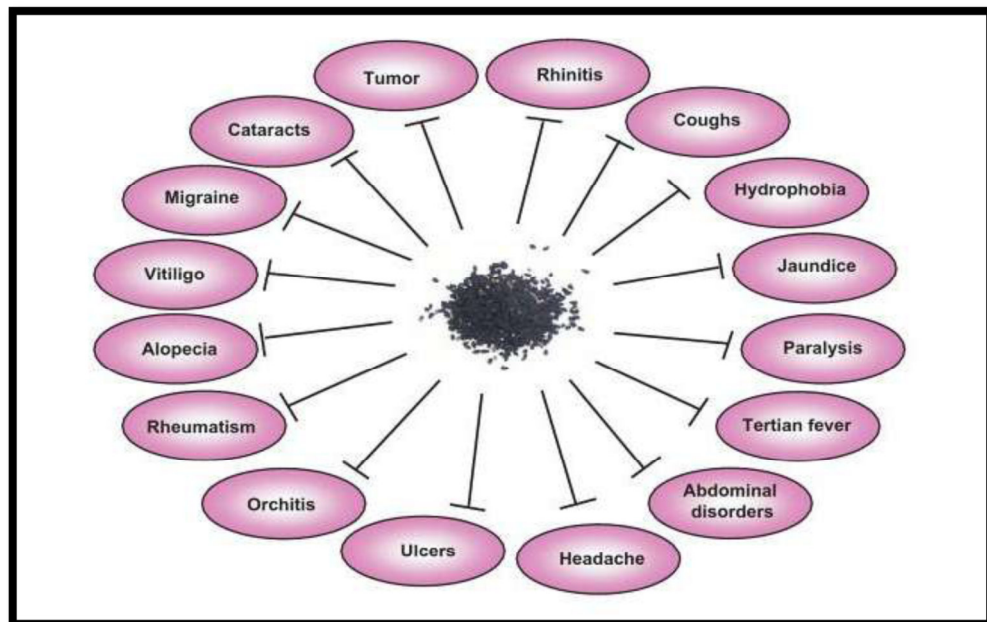 Tumor
Rhinitis
Coughs
Hydrophobia
Jaundice
Paralysis
Tertian fever
Abdominal
disorders
Headache
Ulcers
Orchitis
Rheumatism
Alopecia
Vitiligo
Migraine
Cataracts